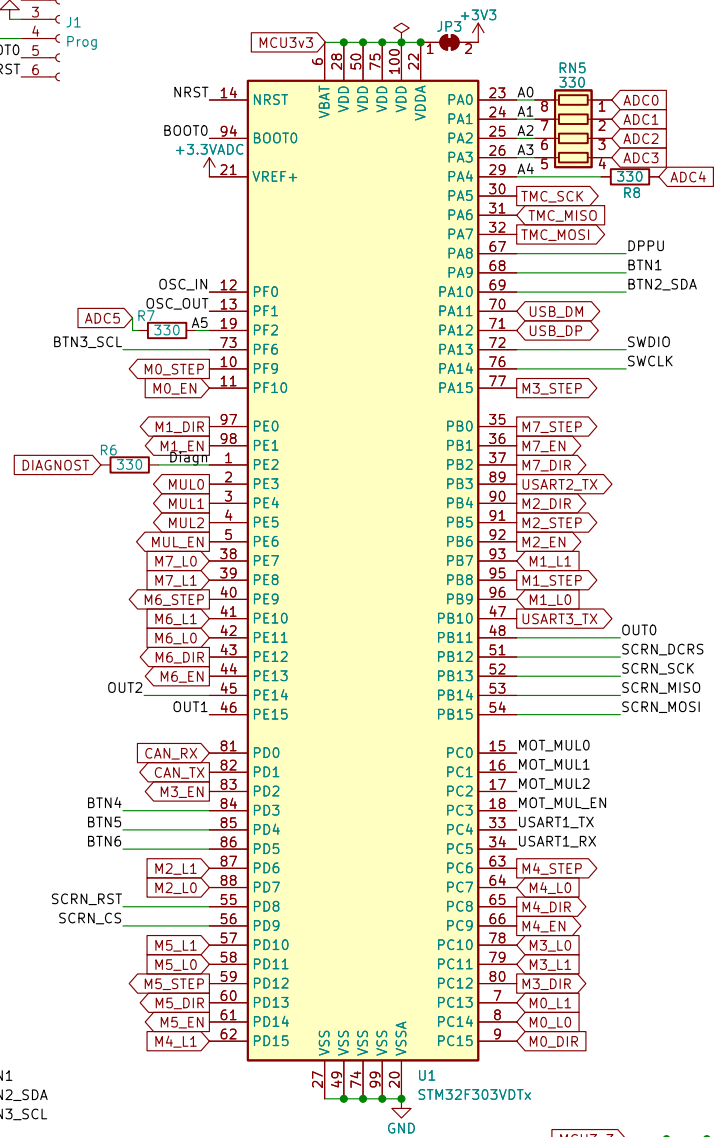 3
J1
4
Prog
OT0 5
RST 6
MCU3v3
JP3
+3V3
1 2
6 28 50 75 100 22
VBAT VDD VDD VDD VDD VDDA
RN5
330
NRST 14 NRST
PA0 23 A0 8 1 ADC0
PA1 24 A1 7 2 ADC1
BOOT0 94 BOOT0
PA2 25 A2 6 3 ADC2
+3.3VADC
PA3 26 A3 5 4 ADC3
21 VREF+
PA4 29 A4 330 ADC4
R8
PA5 30 TMC_SCK
PA6 31 TMC_MISO
PA7 32 TMC_MOSI
PA8 67 DPPU
PA9 68 BTN1
OSC_IN 12 PF0
PA10 69 BTN2_SDA
OSC_OUT 13 PF1
PA11 70 USB_DM
ADC5 R7 330 A5 19 PF2
PA12 71 USB_DP
BTN3_SCL 73 PF6
PA13 72 SWDIO
M0_STEP 10 PF9
PA14 76 SWCLK
M0_EN 11 PF10
PA15 77 M3_STEP
M1_DIR 97 PE0
PB0 35 M7_STEP
M1_EN 98 PE1
PB1 36 M7_EN
DIAGNOST R6 330 Diagn 1 PE2
PB2 37 M7_DIR
MUL0 2 PE3
PB3 89 USART2_TX
MUL1 3 PE4
PB4 90 M2_DIR
MUL2 4 PE5
PB5 91 M2_STEP
MUL_EN 5 PE6
PB6 92 M2_EN
M7_L0 38 PE7
PB7 93 M1_L1
M7_L1 39 PE8
PB8 95 M1_STEP
M6_STEP 40 PE9
PB9 96 M1_L0
M6_L1 41 PE10
PB10 47 USART3_TX
M6_L0 42 PE11
PB11 48 OUT0
M6_DIR 43 PE12
PB12 51 SCRN_DCRS
M6_EN 44 PE13
PB13 52 SCRN_SCK
OUT2 45 PE14
PB14 53 SCRN_MISO
OUT1 46 PE15
PB15 54 SCRN_MOSI
CAN_RX 81 PD0
PC0 15 MOT_MUL0
CAN_TX 82 PD1
PC1 16 MOT_MUL1
M3_EN 83 PD2
PC2 17 MOT_MUL2
BTN4 84 PD3
PC3 18 MOT_MUL_EN
BTN5 85 PD4
PC4 33 USART1_TX
BTN6 86 PD5
PC5 34 USART1_RX
M2_L1 87 PD6
PC6 63 M4_STEP
M2_L0 88 PD7
PC7 64 M4_L0
SCRN_RST 55 PD8
PC8 65 M4_DIR
SCRN_CS 56 PD9
PC9 66 M4_EN
M5_L1 57 PD10
PC10 78 M3_L0
M5_L0 58 PD11
PC11 79 M3_L1
M5_STEP 59 PD12
PC12 80 M3_DIR
M5_DIR 60 PD13
PC13 7 M0_L1
M5_EN 61 PD14
PC14 8 M0_L0
M4_L1 62 PD15
PC15 9 M0_DIR
VSS VSS VSS VSS VSSA
27 49 74 99 20
U1
STM32F303VDTx
GND
N1
N2_SDA
N3_SCL